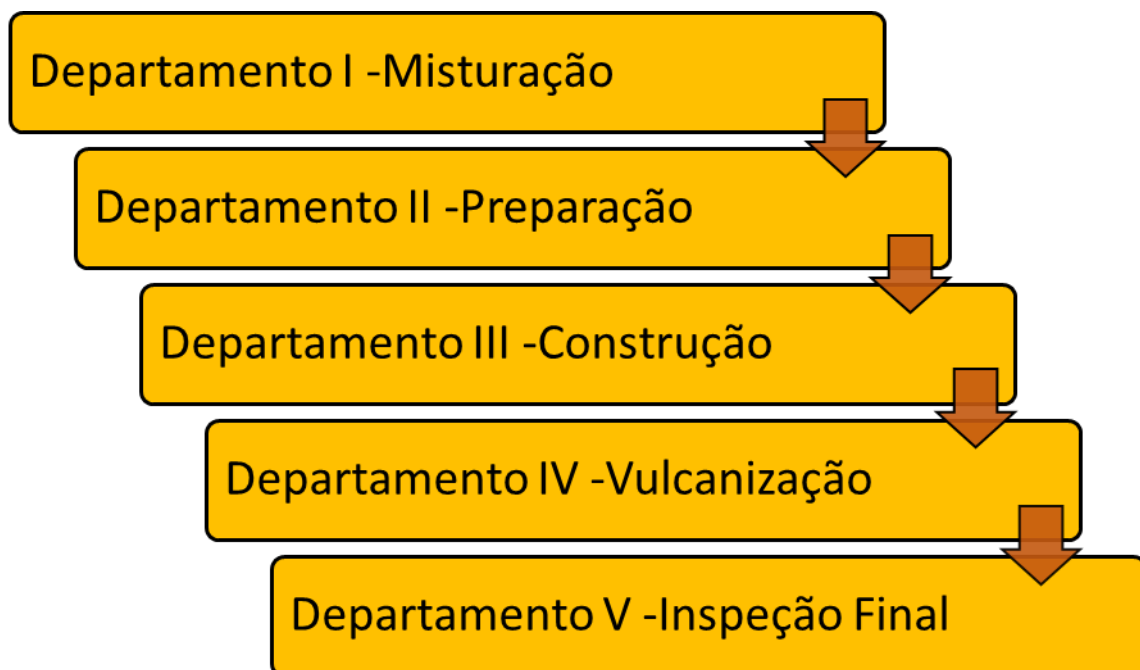 Departamento I -Misturação
Departamento II -Preparação
Departamento III -Construção
Departamento IV -Vulcanização
Departamento V -Inspeção Final